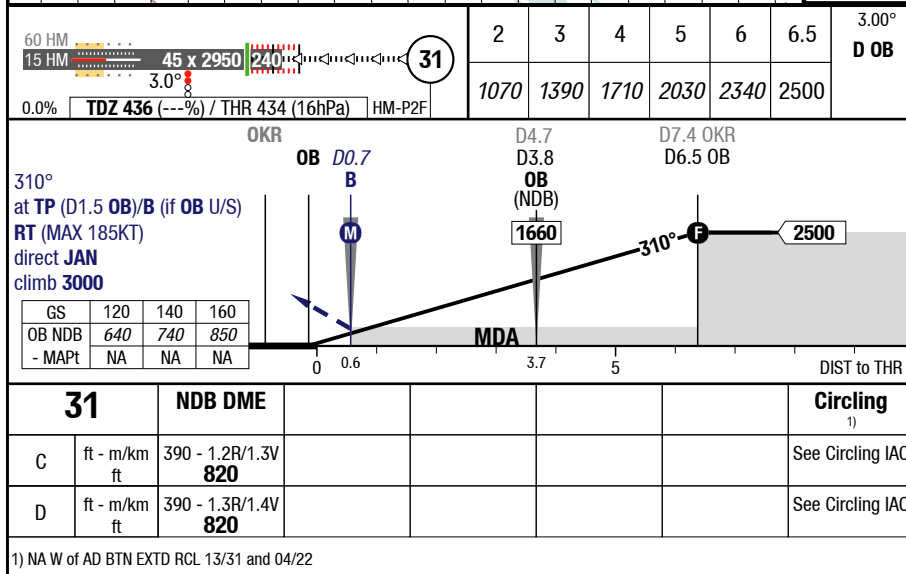 60 HM
15 HM
45 x 2950 240
31
3.0°
0.0% TDZ 436 (---%) / THR 434 (16hPa) HM-P2F
2 3 4 5 6 6.5 3.00°
D OB
1070 1390 1710 2030 2340 2500
OKR D4.7 D7.4 OKR
OB D0.7 D3.8 D6.5 OB
B OB
(NDB)
310°
at TP (D1.5 OB)/B (if OB U/S)
RT (MAX 185KT)
direct JAN
climb 3000
M 1660 310° F 2500
GS 120 140 160
OB NDB 640 740 850
- MAPt NA NA NA
MDA
0 0.6 3.7 5 DIST to THR
31 NDB DME Circling
1)
C ft - m/km 390 - 1.2R/1.3V See Circling IAC
ft 820
D ft - m/km 390 - 1.3R/1.4V See Circling IAC
ft 820
1) NA W of AD BTN EXTD RCL 13/31 and 04/22